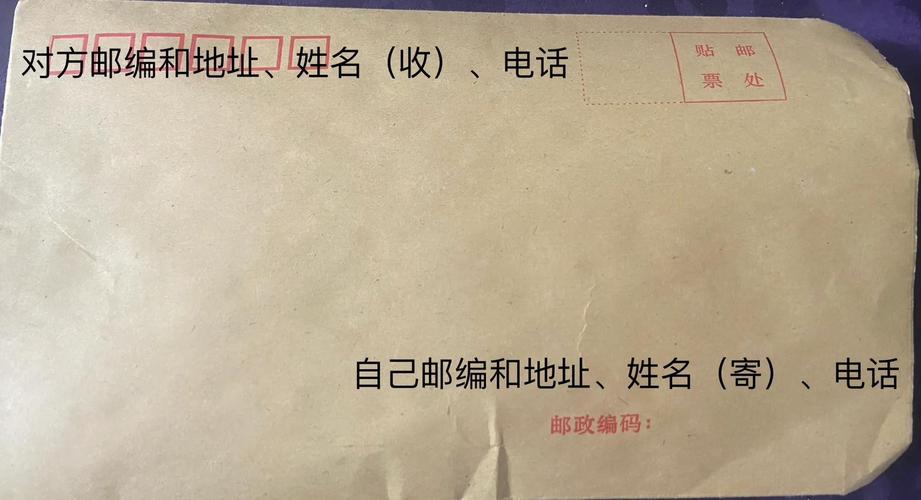 对方邮编和地址、姓名（收）、电话
贴 邮
票 处
自己邮编和地址、姓名（寄）、电话
邮政编码：